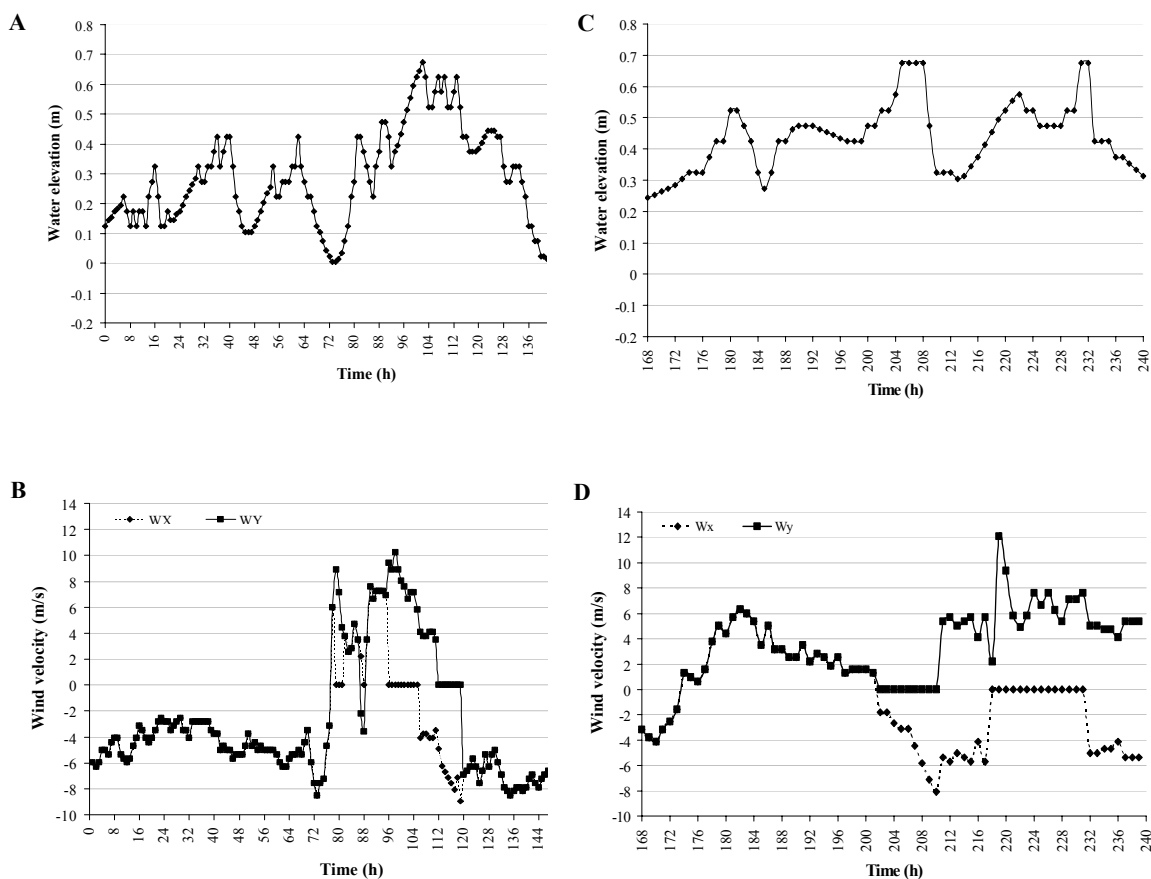 A
0.8
0.7
0.6
0.5
0.4
0.3
0.2
0.1
0
-0.1
-0.2
Water elevation (m)
0 8 16 24 32 40 48 56 64 72 80 88 96 104 112 120 128 136
Time (h)
C
0.8
0.7
0.6
0.5
0.4
0.3
0.2
0.1
0
-0.1
-0.2
Water elevation (m)
168 172 176 180 184 188 192 196 200 204 208 212 216 220 224 228 232 236 240
Time (h)
B
14
12
10
8
6
4
2
0
-2
-4
-6
-8
-10
Wind velocity (m/s)
WX WY
0 8 16 24 32 40 48 56 64 72 80 88 96 104 112 120 128 136 144
Time (h)
D
14
12
10
8
6
4
2
0
-2
-4
-6
-8
-10
Wind velocity (m/s)
Wx Wy
168 172 176 180 184 188 192 196 200 204 208 212 216 220 224 228 232 236 240
Time (h)